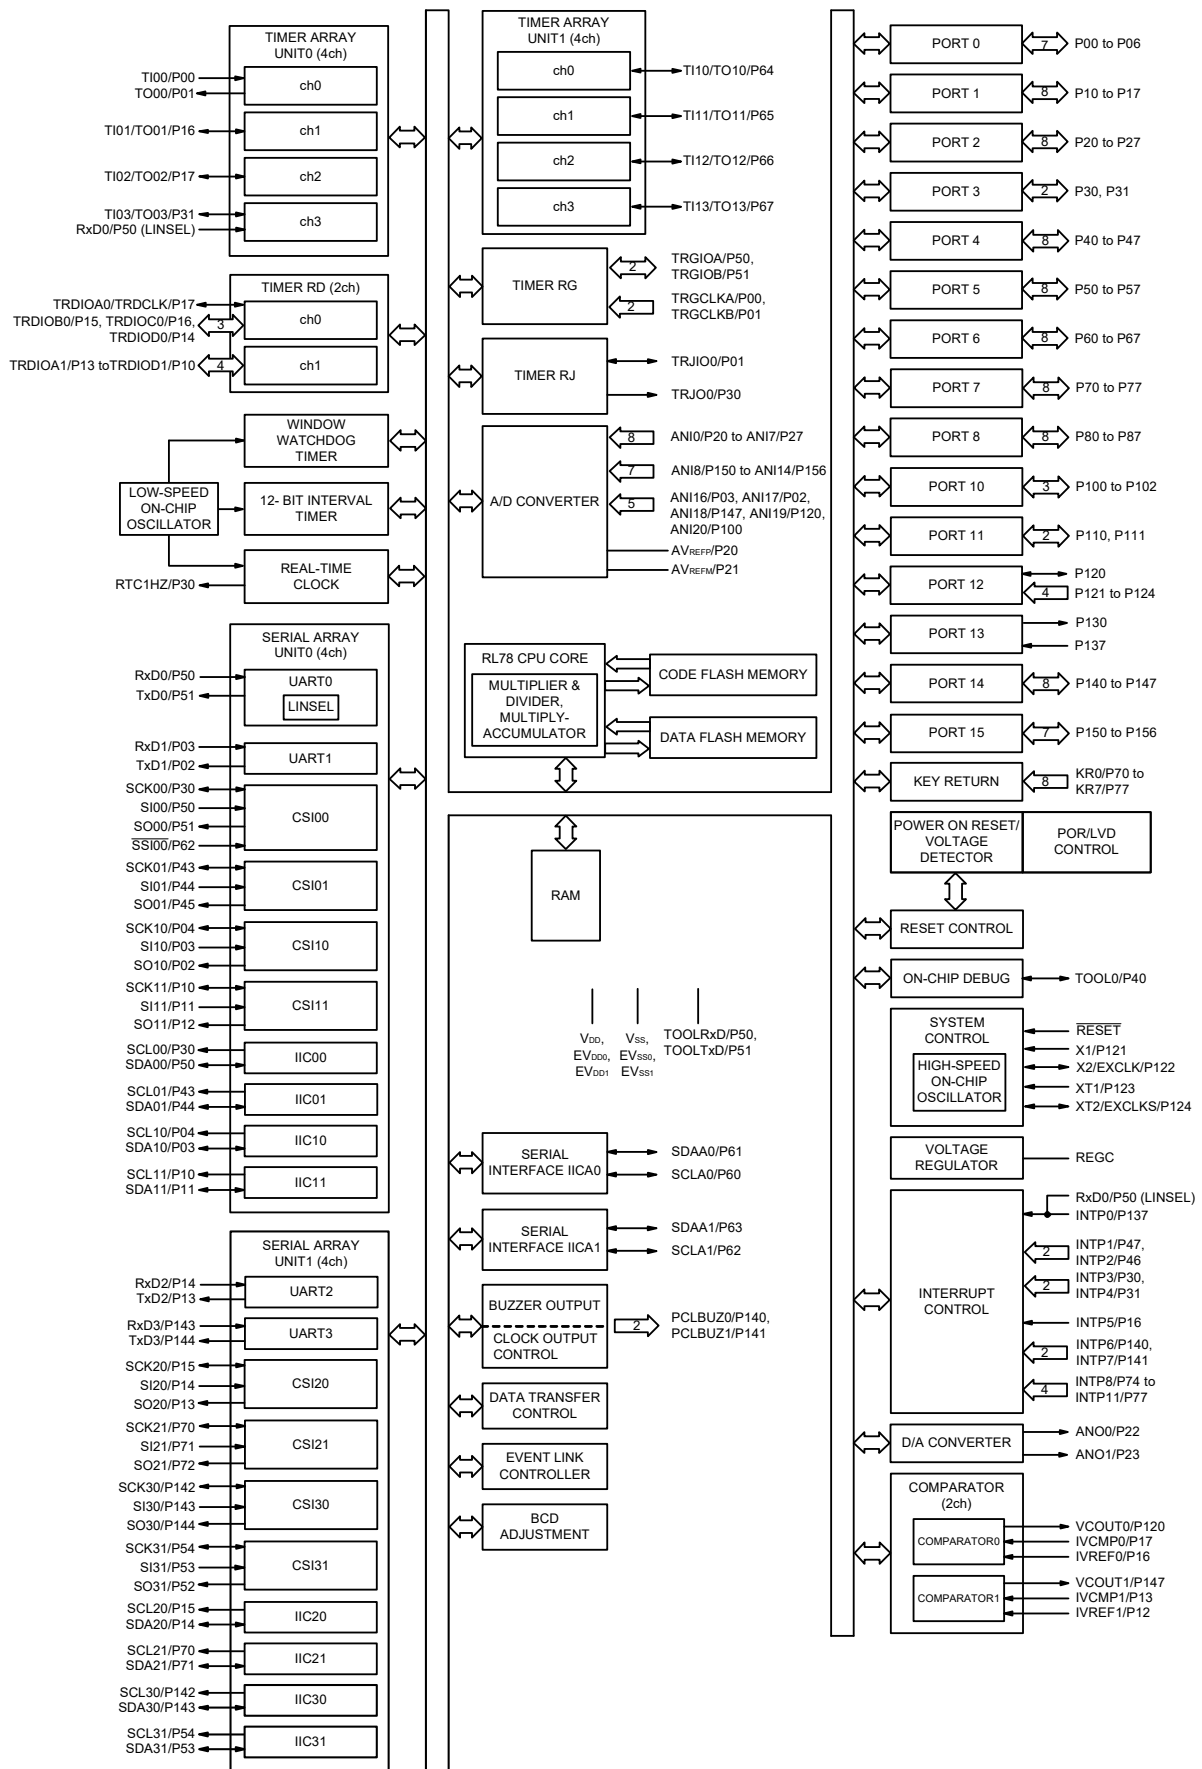 TIMER ARRAY
UNIT0 (4ch)
TI00/P00
TO00/P01
ch0
TI01/TO01/P16
ch1
TI02/TO02/P17
ch2
TI03/TO03/P31
RxD0/P50 (LINSEL)
ch3
TIMER RD (2ch)
TRDIOA0/TRDCLK/P17
TRDIOB0/P15, TRDIOC0/P16,
TRDIOD0/P14
3
ch0
TRDIOA1/P13 toTRDIOD1/P10
4
ch1
WINDOW
WATCHDOG
TIMER
LOW-SPEED
ON-CHIP
OSCILLATOR
12- BIT INTERVAL
TIMER
RTC1HZ/P30
REAL-TIME
CLOCK
SERIAL ARRAY
UNIT0 (4ch)
RxD0/P50
TxD0/P51
UART0
LINSEL
RxD1/P03
TxD1/P02
UART1
SCK00/P30
SI00/P50
SO00/P51
SSI00/P62
CSI00
SCK01/P43
SI01/P44
SO01/P45
CSI01
SCK10/P04
SI10/P03
SO10/P02
CSI10
SCK11/P10
SI11/P11
SO11/P12
CSI11
SCL00/P30
SDA00/P50
IIC00
SCL01/P43
SDA01/P44
IIC01
SCL10/P04
SDA10/P03
IIC10
SCL11/P10
SDA11/P11
IIC11
SERIAL ARRAY
UNIT1 (4ch)
RxD2/P14
TxD2/P13
UART2
RxD3/P143
TxD3/P144
UART3
SCK20/P15
SI20/P14
SO20/P13
CSI20
SCK21/P70
SI21/P71
SO21/P72
CSI21
SCK30/P142
SI30/P143
SO30/P144
CSI30
SCK31/P54
SI31/P53
SO31/P52
CSI31
SCL20/P15
SDA20/P14
IIC20
SCL21/P70
SDA21/P71
IIC21
SCL30/P142
SDA30/P143
IIC30
SCL31/P54
SDA31/P53
IIC31
TIMER ARRAY
UNIT1 (4ch)
ch0
TI10/TO10/P64
ch1
TI11/TO11/P65
ch2
TI12/TO12/P66
ch3
TI13/TO13/P67
TIMER RG
2
TRGIOA/P50,
TRGIOB/P51
2
TRGCLKA/P00,
TRGCLKB/P01
TIMER RJ
TRJIO0/P01
TRJO0/P30
A/D CONVERTER
8
ANI0/P20 to ANI7/P27
7
ANI8/P150 to ANI14/P156
5
ANI16/P03, ANI17/P02,
ANI18/P147, ANI19/P120,
ANI20/P100
AVREFP/P20
AVREFM/P21
RL78 CPU CORE
MULTIPLIER &
DIVIDER,
MULTIPLY-
ACCUMULATOR
CODE FLASH MEMORY
DATA FLASH MEMORY
RAM
VDD,
EVDD0,
EVDD1
VSS,
EVSS0,
EVSS1
TOOLRxD/P50,
TOOLTxD/P51
SERIAL
INTERFACE IICA0
SDAA0/P61
SCLA0/P60
SERIAL
INTERFACE IICA1
SDAA1/P63
SCLA1/P62
BUZZER OUTPUT
CLOCK OUTPUT
CONTROL
2
PCLBUZ0/P140,
PCLBUZ1/P141
DATA TRANSFER
CONTROL
EVENT LINK
CONTROLLER
BCD
ADJUSTMENT
PORT 0
7
P00 to P06
PORT 1
8
P10 to P17
PORT 2
8
P20 to P27
PORT 3
2
P30, P31
PORT 4
8
P40 to P47
PORT 5
8
P50 to P57
PORT 6
8
P60 to P67
PORT 7
8
P70 to P77
PORT 8
8
P80 to P87
PORT 10
3
P100 to P102
PORT 11
2
P110, P111
PORT 12
P120
4
P121 to P124
PORT 13
P130
P137
PORT 14
8
P140 to P147
PORT 15
7
P150 to P156
KEY RETURN
8
KR0/P70 to
KR7/P77
POWER ON RESET/
VOLTAGE
DETECTOR
POR/LVD
CONTROL
RESET CONTROL
ON-CHIP DEBUG
TOOL0/P40
SYSTEM
CONTROL
HIGH-SPEED
ON-CHIP
OSCILLATOR
RESET
X1/P121
X2/EXCLK/P122
XT1/P123
XT2/EXCLKS/P124
VOLTAGE
REGULATOR
REGC
INTERRUPT
CONTROL
RxD0/P50 (LINSEL)
INTP0/P137
2
INTP1/P47,
INTP2/P46
2
INTP3/P30,
INTP4/P31
INTP5/P16
2
INTP6/P140,
INTP7/P141
4
INTP8/P74 to
INTP11/P77
D/A CONVERTER
ANO0/P22
ANO1/P23
COMPARATOR
(2ch)
COMPARATOR0
VCOUT0/P120
IVCMP0/P17
IVREF0/P16
COMPARATOR1
VCOUT1/P147
IVCMP1/P13
IVREF1/P12